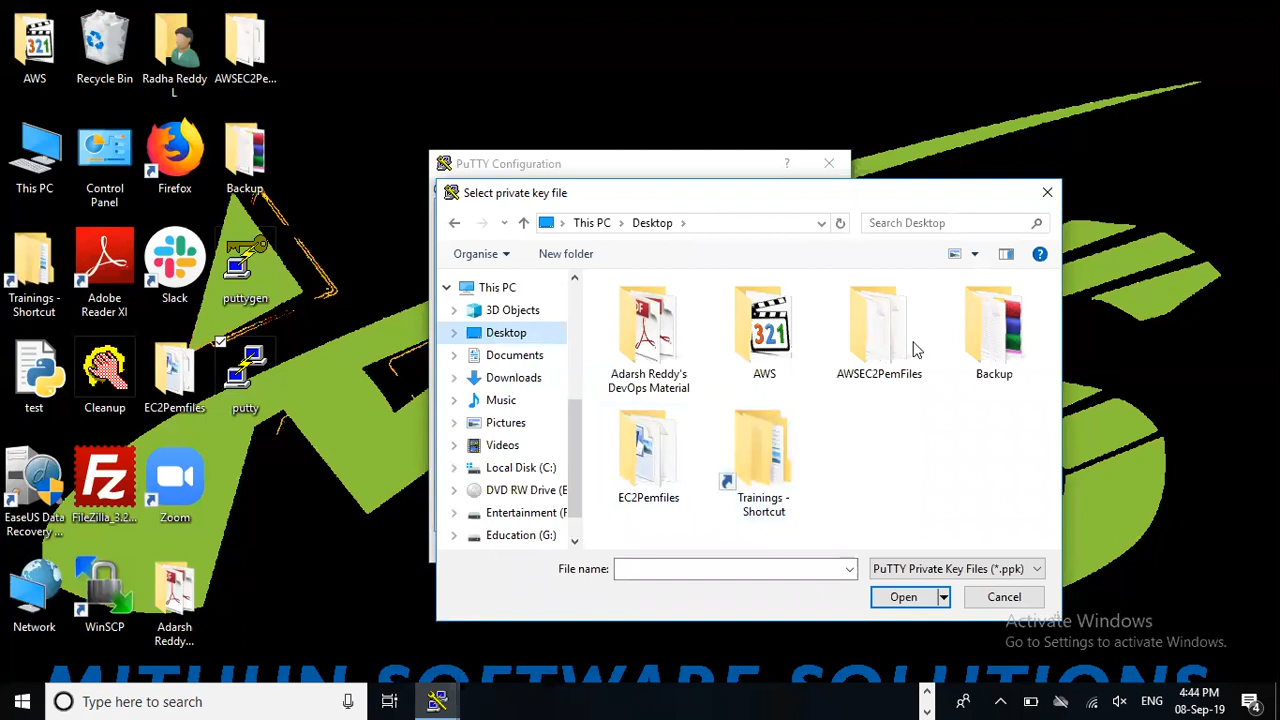 AWS
Recycle Bin
Radha Reddy
L
AWSEC2Pe...
This PC
Control
Panel
Firefox
Backup
Trainings -
Shortcut
Adobe
Reader XI
Slack
puttygen
test
Cleanup
EC2Pemfiles
putty
EaseUS Data
Recovery ...
FileZilla_3.2...
Zoom
Network
WinSCP
Adarsh
Reddy...
PuTTY Configuration
?
Select private key file
This PC > Desktop >
Search Desktop
Organise
New folder
This PC
3D Objects
Desktop
Documents
Downloads
Music
Pictures
Videos
Local Disk (C:)
DVD RW Drive (E
Entertainment (F
Education (G:)
Adarsh Reddy's
DevOps Material
AWS
321
AWSEC2PemFiles
Backup
EC2Pemfiles
Trainings -
Shortcut
File name:
PuTTY Private Key Files (*.ppk)
Open
Cancel
Activate Windows
Go to Settings to activate Windows.
MITHUN SOFTWARE SOLUTIONS
Type here to search
ENG
4:44 PM
08-Sep-19
4